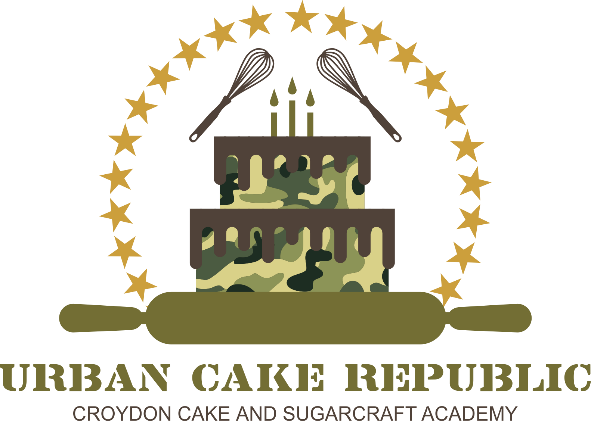 URBAN CAKE REPUBLIC
CROYDON CAKE AND SUGARCRAFT ACADEMY